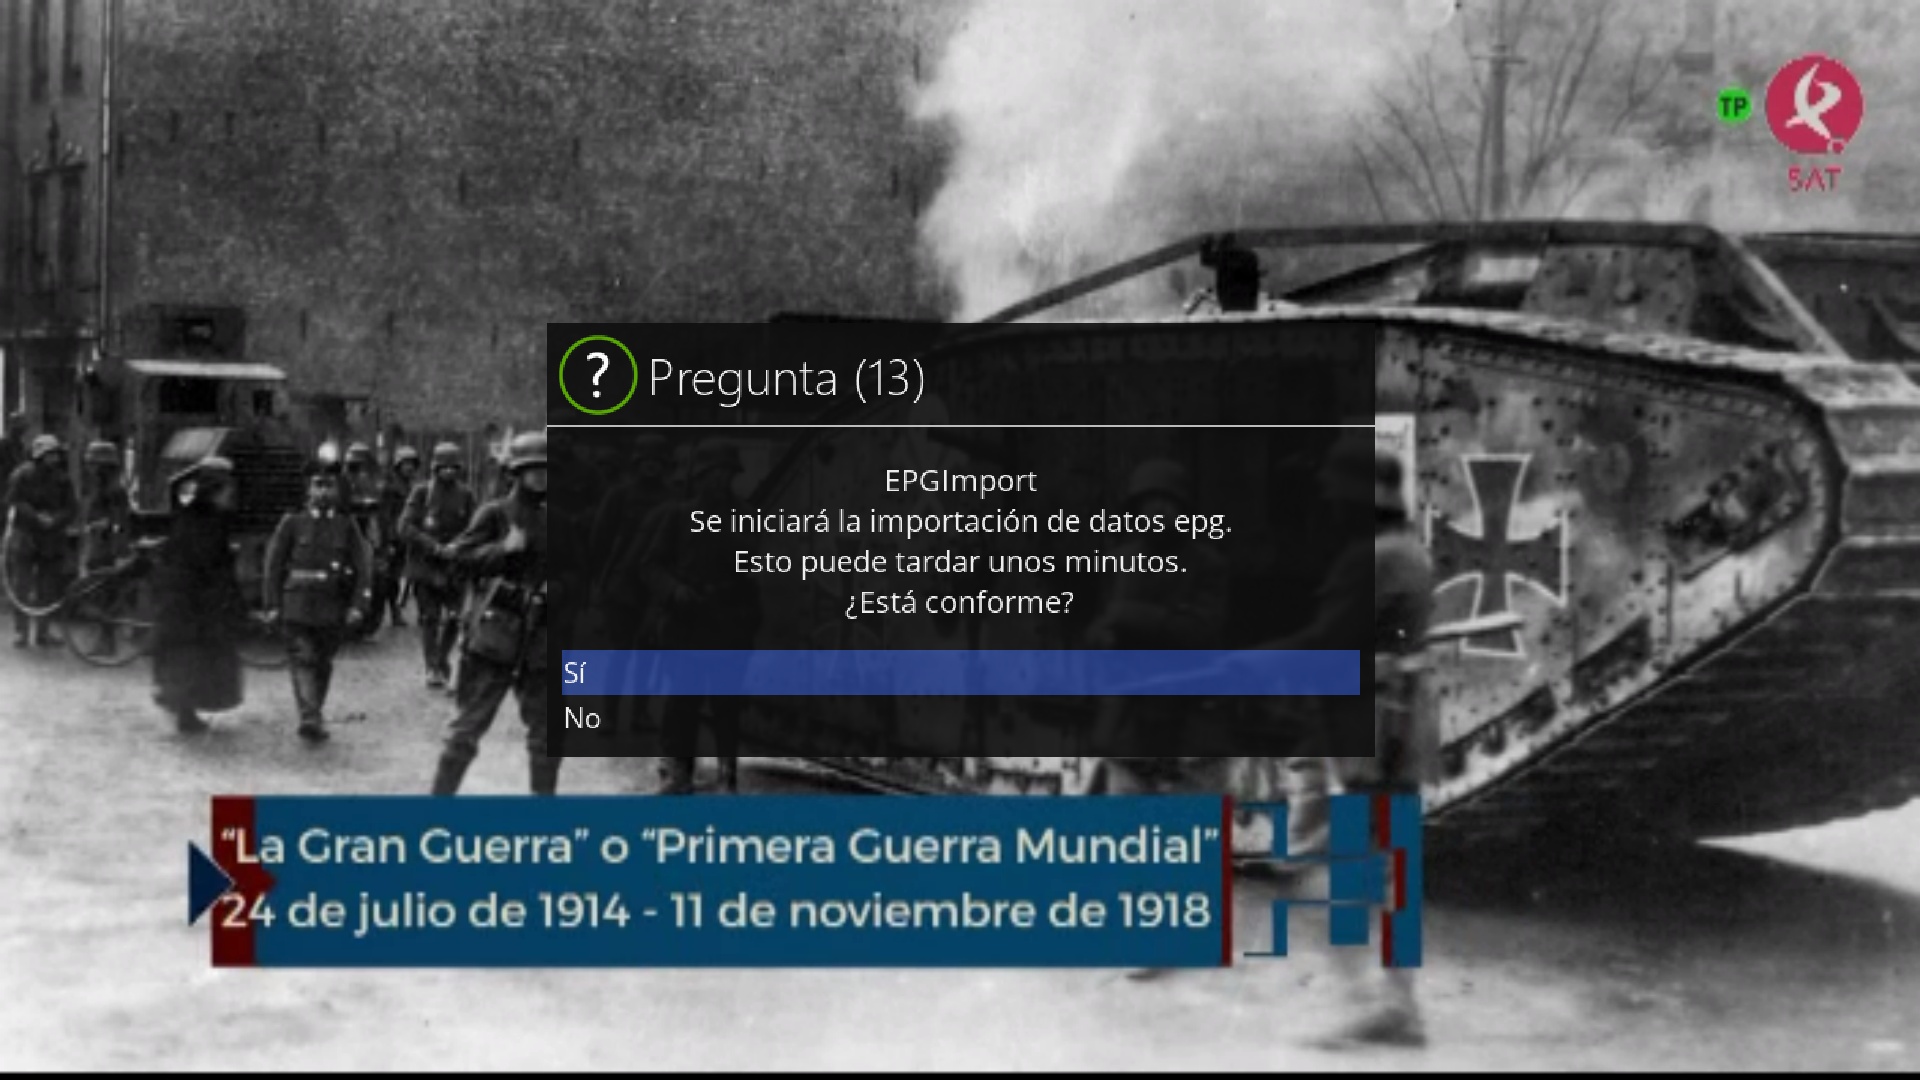 TP
SAT
? Pregunta (13)
EPGImport
Se iniciará la importación de datos epg.
Esto puede tardar unos minutos.
¿Está conforme?
Sí
No
“La Gran Guerra” o “Primera Guerra Mundial”
24 de julio de 1914 - 11 de noviembre de 1918